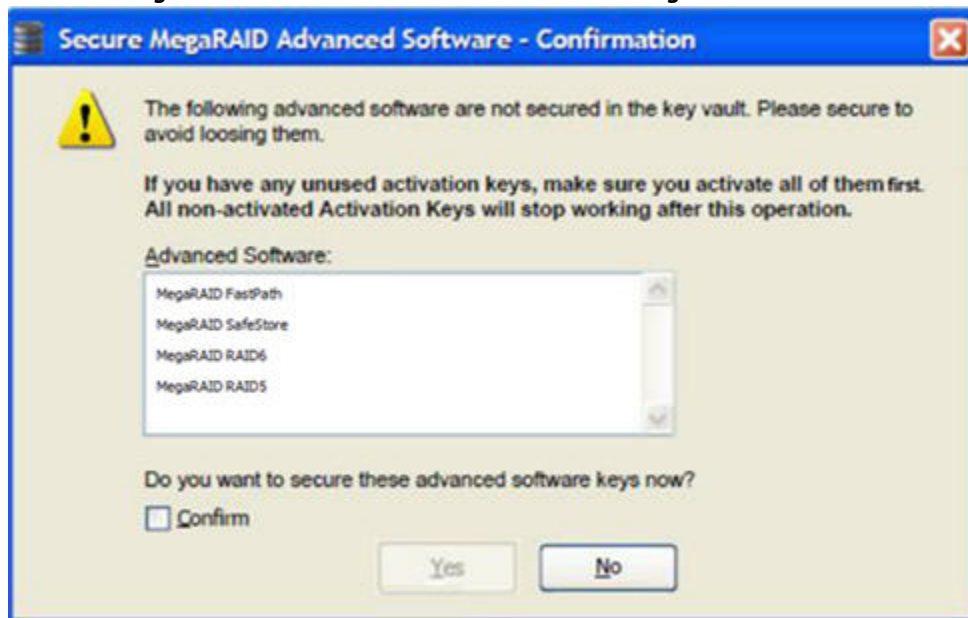 Secure MegaRAID Advanced Software - Confirmation
The following advanced software are not secured in the key vault. Please secure to
avoid loosing them.
If you have any unused activation keys, make sure you activate all of them first.
All non-activated Activation Keys will stop working after this operation.
Advanced Software:
MegaRAID FastPath
MegaRAID SafeStore
MegaRAID RAID6
MegaRAID RAID5
Do you want to secure these advanced software keys now?
Confirm
Yes No